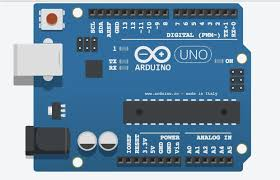 SCL
SDA
AREF
GND
13
12
~11
~10
~9
8
7
~6
~5
4
~3
2
TX→1
RX←0
DIGITAL (PWM~)
L
TX
RX
UNO
ARDUINO
ON
www.arduino.cc - Made in Italy
IOREF
RESET
3.3V
5V
GND
GND
Vin
POWER
ANALOG IN
A0
A1
A2
A3
A4
A5